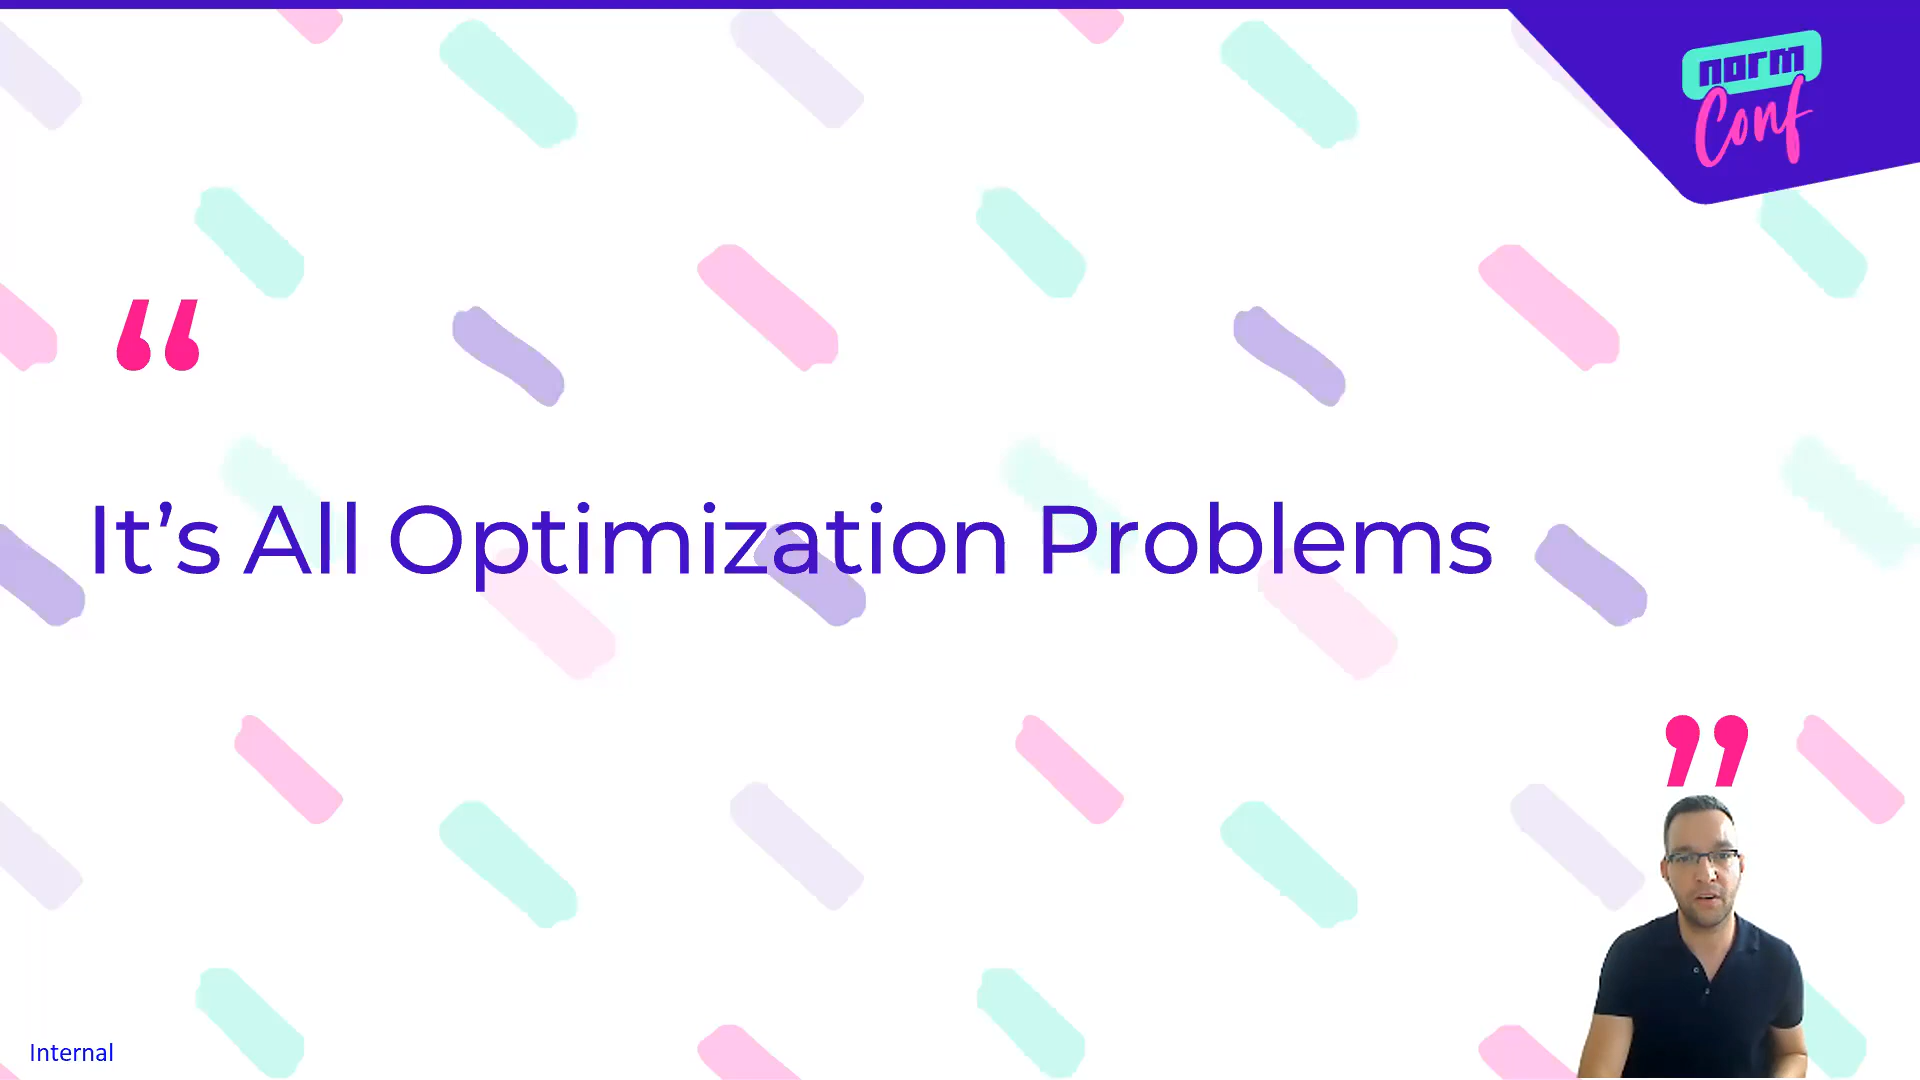 norm
Conf
“
It’s All Optimization Problems
”
Internal